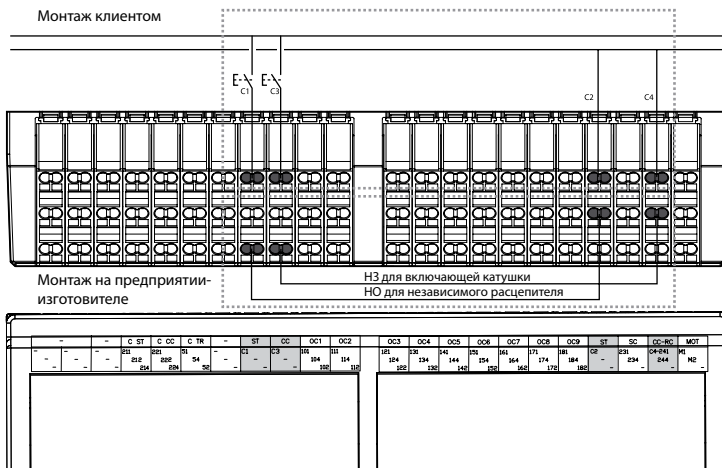 Монтаж клиентом
C1
C3
C2
C4
НЗ для включающей катушки
НО для независимого расцепителя
Монтаж на предприятии-
изготовителе
- - C ST C CC C TR - ST CC OC1 OC2
- - 211 221 51 - C1 C3 101 111
- - 212 222 54 - - - 104 114
- - 214 224 52 - - - 102 112
OC3 OC4 OC5 OC6 OC7 OC8 OC9 ST SC CC-RC MOT
121 131 141 151 161 171 181 C2 231 C4-241 M1
124 134 144 154 164 174 184 - 234 244 M2
122 132 142 152 162 172 182 - - - -